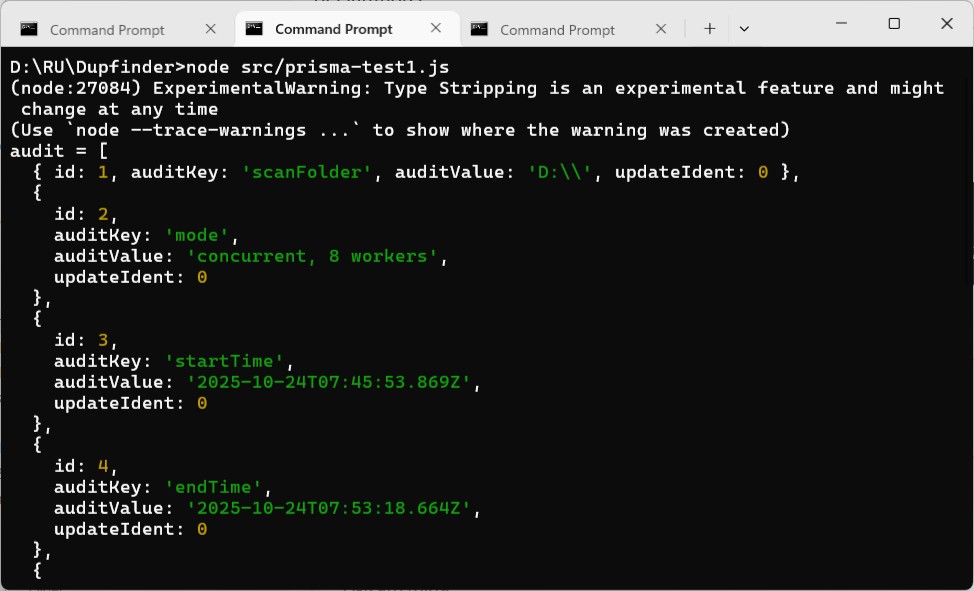 Command Prompt
Command Prompt
Command Prompt
D:\RU\Dupfinder>node src/prisma-test1.js
(node:27084) ExperimentalWarning: Type Stripping is an experimental feature and might
change at any time
(Use `node --trace-warnings ...` to show where the warning was created)
audit = [
  { id: 1, auditKey: 'scanFolder', auditValue: 'D:\\', updateIdent: 0 },
  {
    id: 2,
    auditKey: 'mode',
    auditValue: 'concurrent, 8 workers',
    updateIdent: 0
  },
  {
    id: 3,
    auditKey: 'startTime',
    auditValue: '2025-10-24T07:45:53.869Z',
    updateIdent: 0
  },
  {
    id: 4,
    auditKey: 'endTime',
    auditValue: '2025-10-24T07:53:18.664Z',
    updateIdent: 0
  },
  {